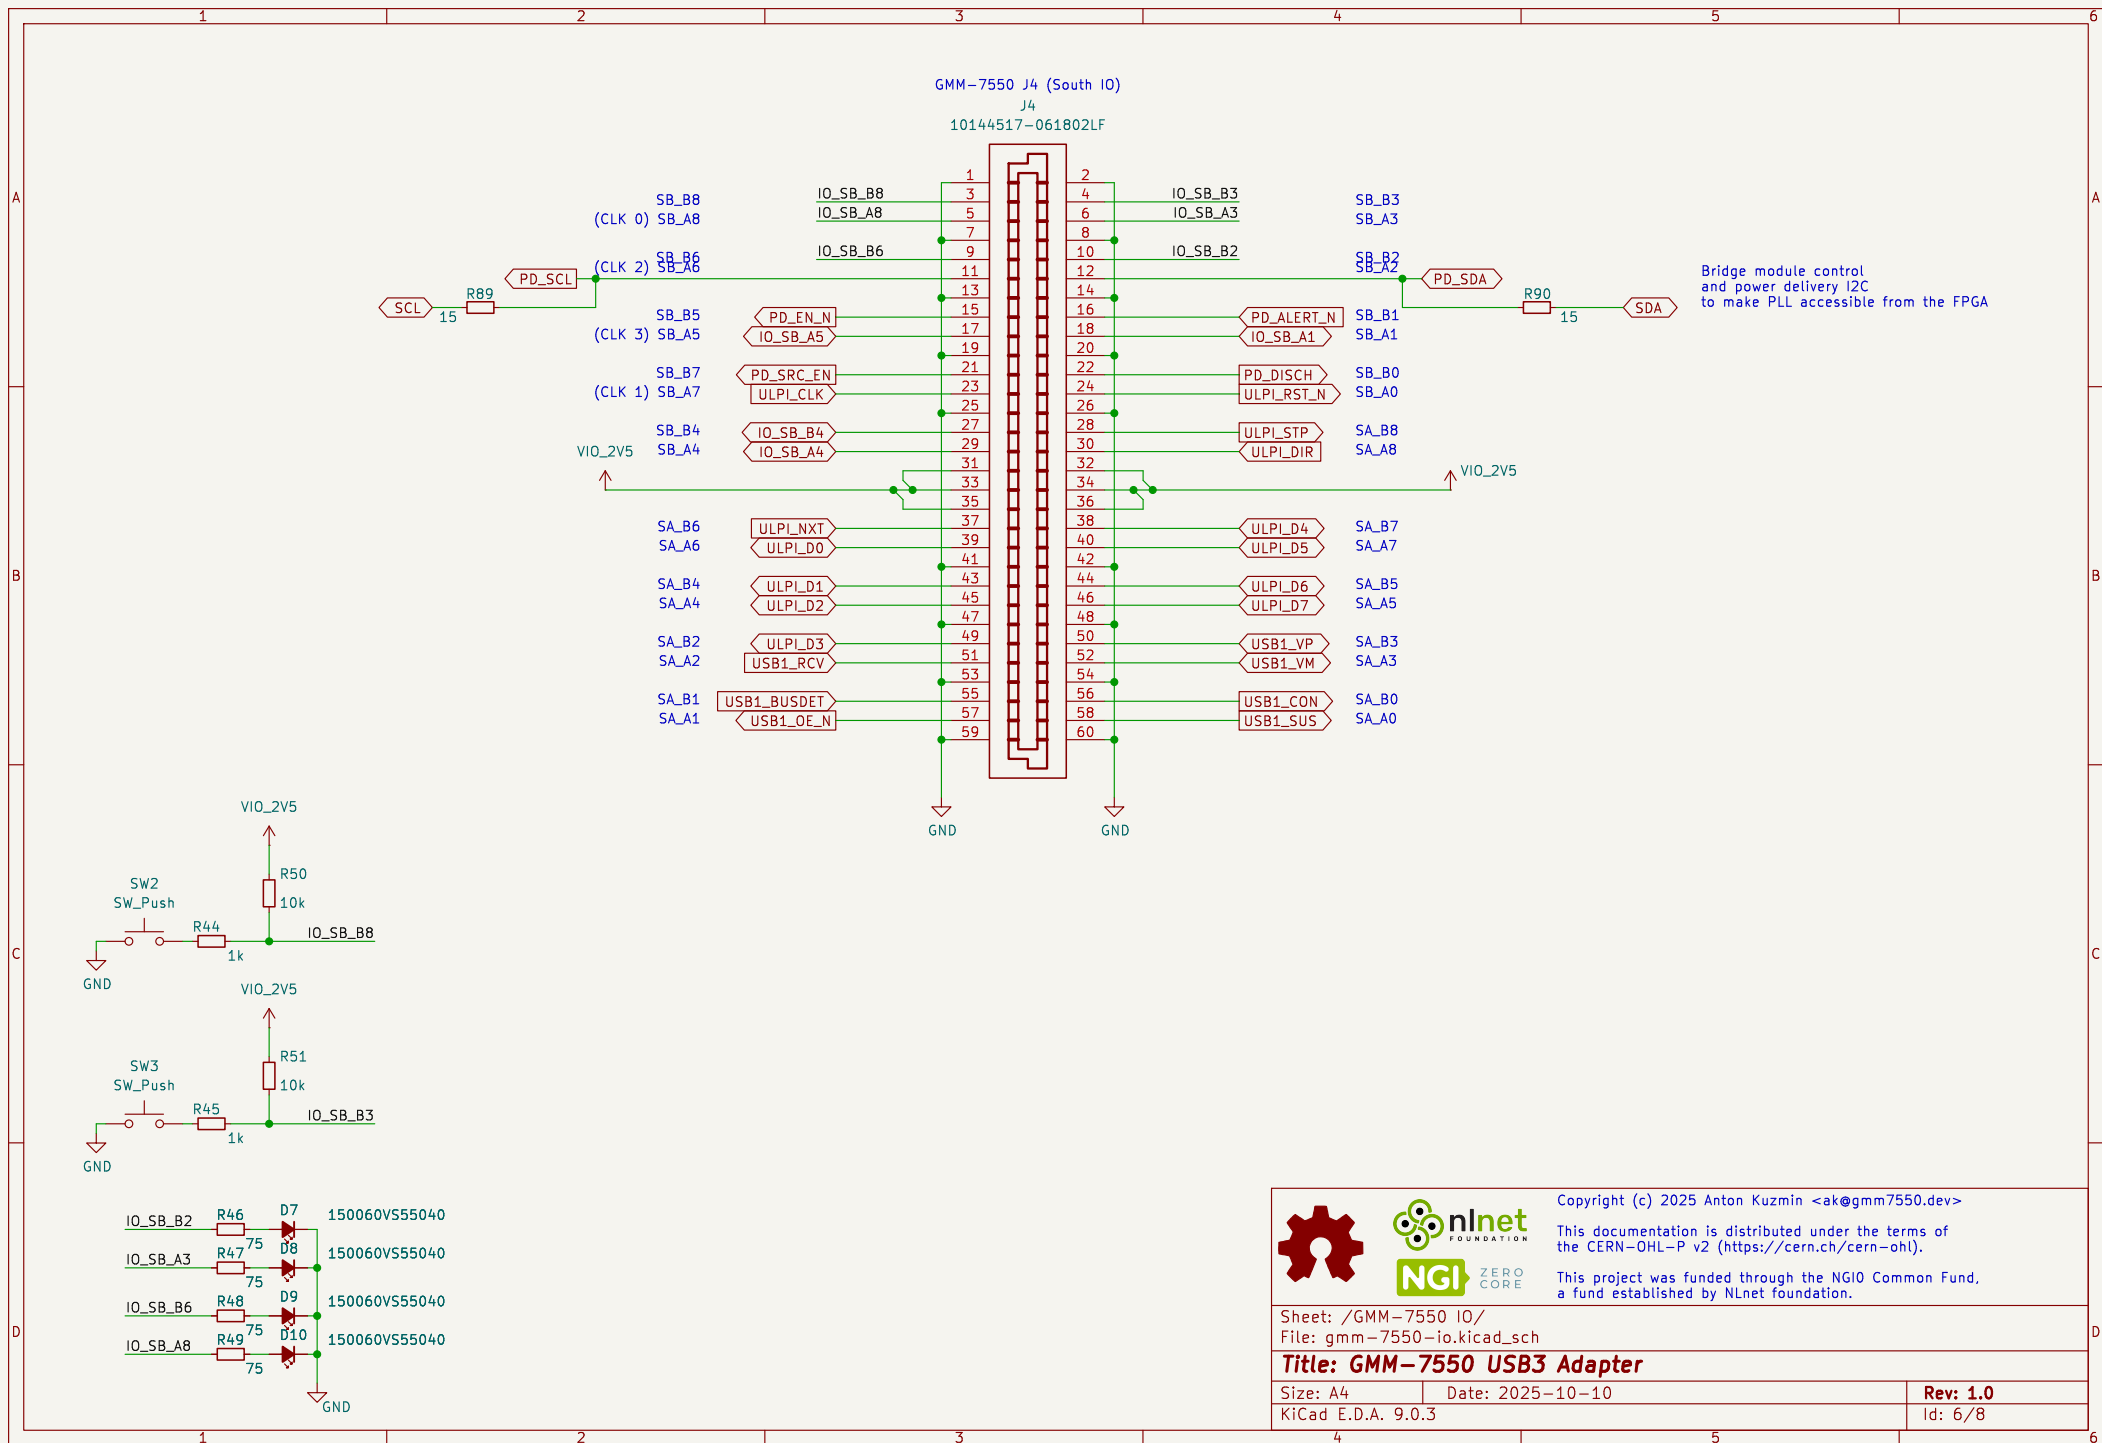 1 2 3 4 5 6
A A
B B
C C
D D
GMM-7550 J4 (South IO)
J4
10144517-061802LF
1 2
SB_B8 IO_SB_B8 3 4 IO_SB_B3 SB_B3
(CLK 0) SB_A8 IO_SB_A8 5 6 IO_SB_A3 SB_A3
7 8
SB_B6 IO_SB_B6 9 10 IO_SB_B2 SB_B2
(CLK 2) SB_A6 PD_SCL 11 12 SB_A2 PD_SDA
13 14
SCL R89 15
R90 15 SDA
Bridge module control
and power delivery I2C
to make PLL accessible from the FPGA
SB_B5 PD_EN_N 15 16 PD_ALERT_N SB_B1
(CLK 3) SB_A5 IO_SB_A5 17 18 IO_SB_A1 SB_A1
19 20
SB_B7 PD_SRC_EN 21 22 PD_DISCH SB_B0
(CLK 1) SB_A7 ULPI_CLK 23 24 ULPI_RST_N SB_A0
25 26
SB_B4 IO_SB_B4 27 28 ULPI_STP SA_B8
SB_A4 IO_SB_A4 29 30 ULPI_DIR SA_A8
VIO_2V5 31 32 VIO_2V5
33 34
35 36
SA_B6 ULPI_NXT 37 38 ULPI_D4 SA_B7
SA_A6 ULPI_D0 39 40 ULPI_D5 SA_A7
41 42
SA_B4 ULPI_D1 43 44 ULPI_D6 SA_B5
SA_A4 ULPI_D2 45 46 ULPI_D7 SA_A5
47 48
SA_B2 ULPI_D3 49 50 USB1_VP SA_B3
SA_A2 USB1_RCV 51 52 USB1_VM SA_A3
53 54
SA_B1 USB1_BUSDET 55 56 USB1_CON SA_B0
SA_A1 USB1_OE_N 57 58 USB1_SUS SA_A0
59 60
GND GND
VIO_2V5
R50
10k
SW2
SW_Push
R44
1k
IO_SB_B8
GND
VIO_2V5
R51
10k
SW3
SW_Push
R45
1k
IO_SB_B3
GND
IO_SB_B2 R46 75 D7 150060VS55040
IO_SB_A3 R47 75 D8 150060VS55040
IO_SB_B6 R48 75 D9 150060VS55040
IO_SB_A8 R49 75 D10 150060VS55040
GND
nlnet
FOUNDATION
NGI ZERO
CORE
Copyright (c) 2025 Anton Kuzmin <ak@gmm7550.dev>
This documentation is distributed under the terms of
the CERN-OHL-P v2 (https://cern.ch/cern-ohl).
This project was funded through the NGI0 Common Fund,
a fund established by NLnet foundation.
Sheet: /GMM-7550 IO/
File: gmm-7550-io.kicad_sch
Title: GMM-7550 USB3 Adapter
Size: A4 Date: 2025-10-10 Rev: 1.0
KiCad E.D.A. 9.0.3 Id: 6/8
1 2 3 4 5 6